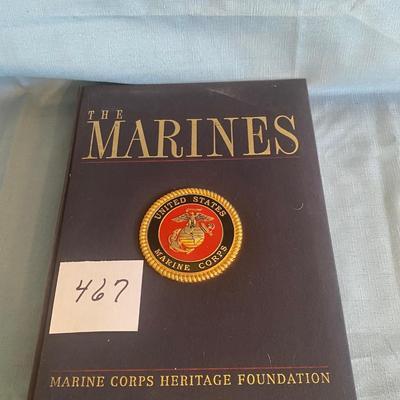 THE
MARINES
UNITED STATES
MARINE CORPS
467
MARINE CORPS HERITAGE FOUNDATION